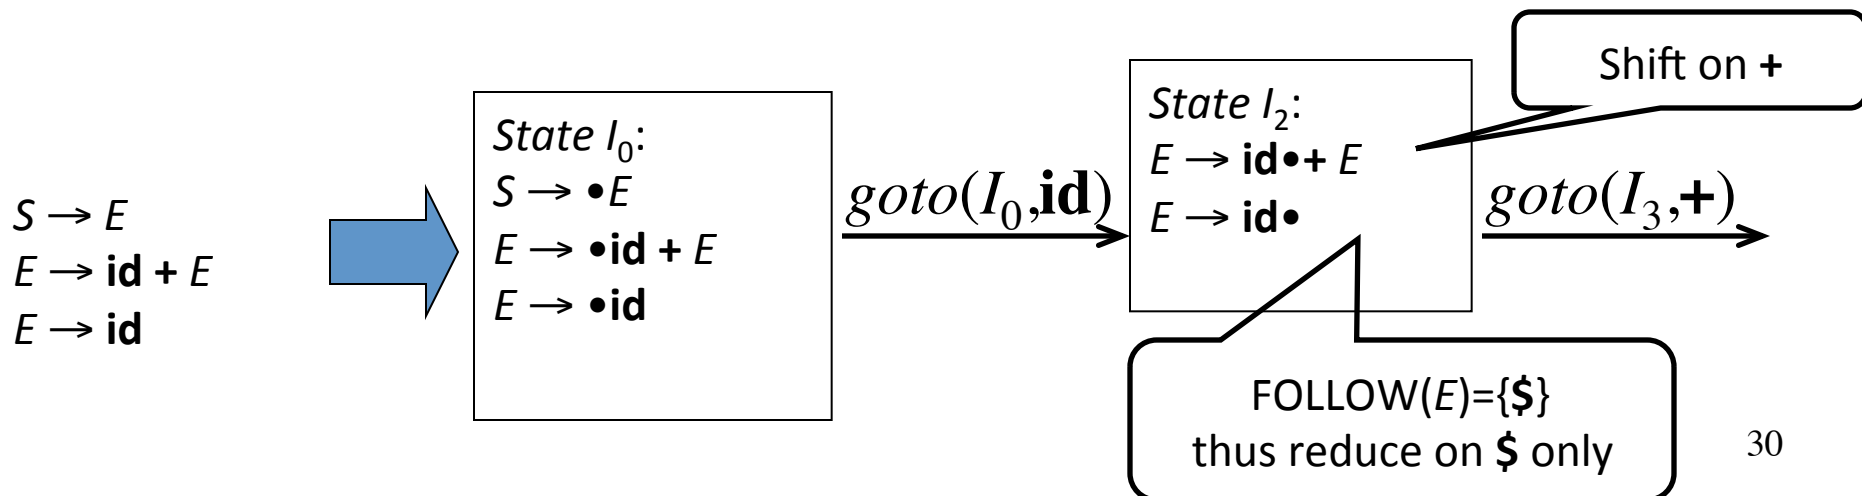 S → E
E → id + E
E → id
State I₀:
S → •E
E → •id + E
E → •id
goto(I₀,id)
State I₂:
E → id•+ E
E → id•
Shift on +
goto(I₃,+)
FOLLOW(E)={$}
thus reduce on $ only
30